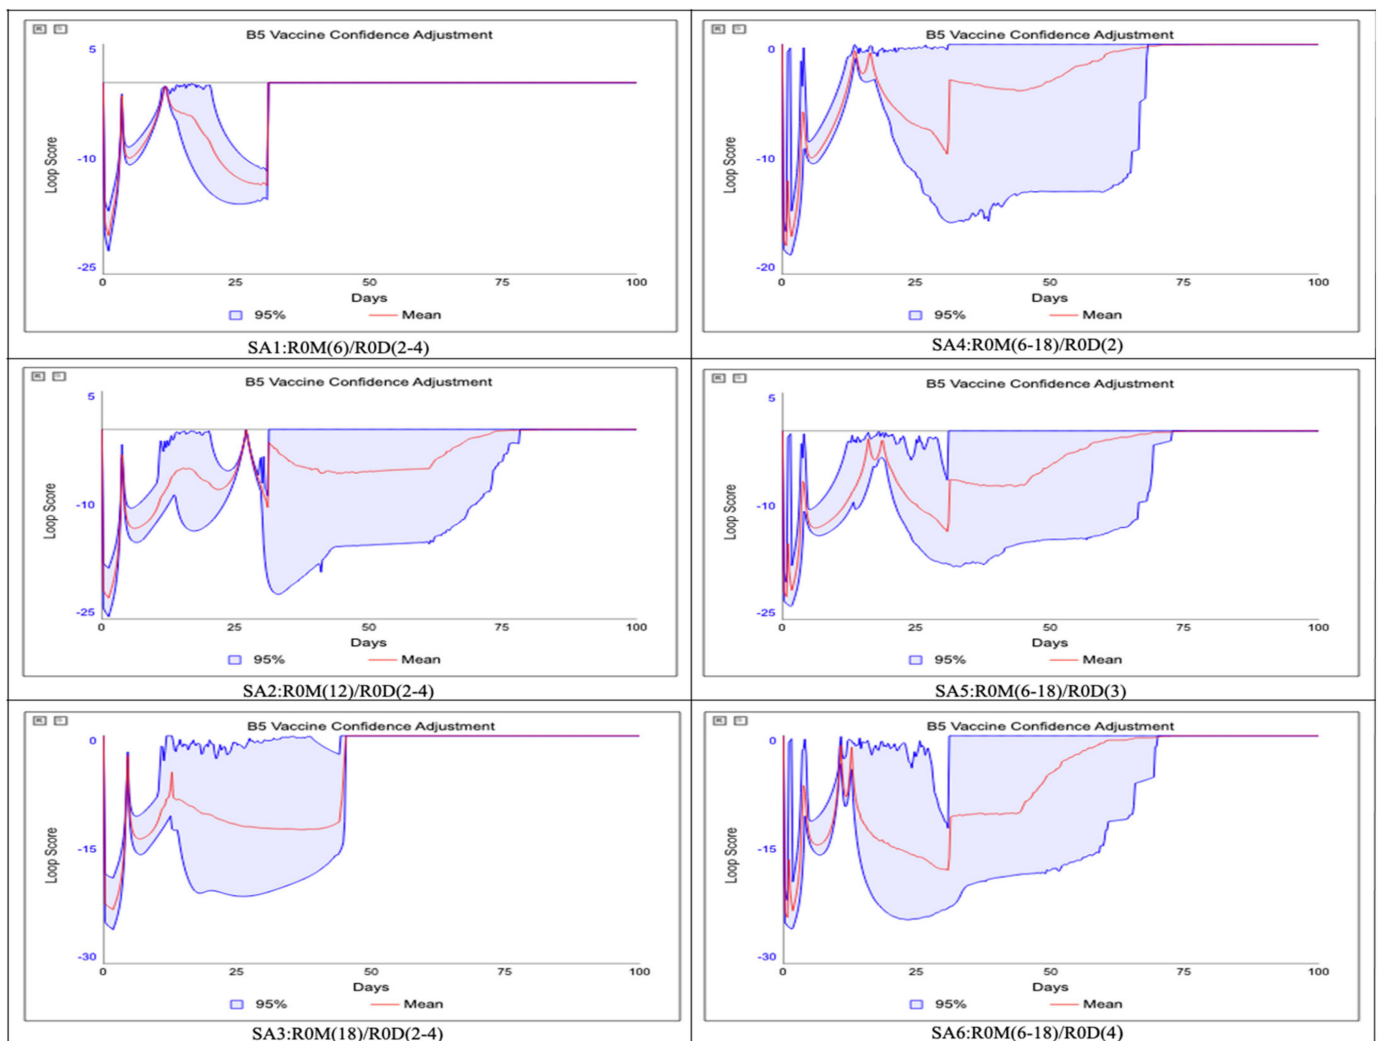 B5 Vaccine Confidence Adjustment
5
-10
-25
Loop Score
0
25
50
75
100
Days
95%
Mean
SA1:R0M(6)/R0D(2-4)
B5 Vaccine Confidence Adjustment
0
-10
-20
Loop Score
0
25
50
75
100
Days
95%
Mean
SA4:R0M(6-18)/R0D(2)
B5 Vaccine Confidence Adjustment
5
-10
-25
Loop Score
0
25
50
75
100
Days
95%
Mean
SA2:R0M(12)/R0D(2-4)
B5 Vaccine Confidence Adjustment
5
-10
-25
Loop Score
0
25
50
75
100
Days
95%
Mean
SA5:R0M(6-18)/R0D(3)
B5 Vaccine Confidence Adjustment
0
-15
-30
Loop Score
0
25
50
75
100
Days
95%
Mean
SA3:R0M(18)/R0D(2-4)
B5 Vaccine Confidence Adjustment
0
-15
-30
Loop Score
0
25
50
75
100
Days
95%
Mean
SA6:R0M(6-18)/R0D(4)